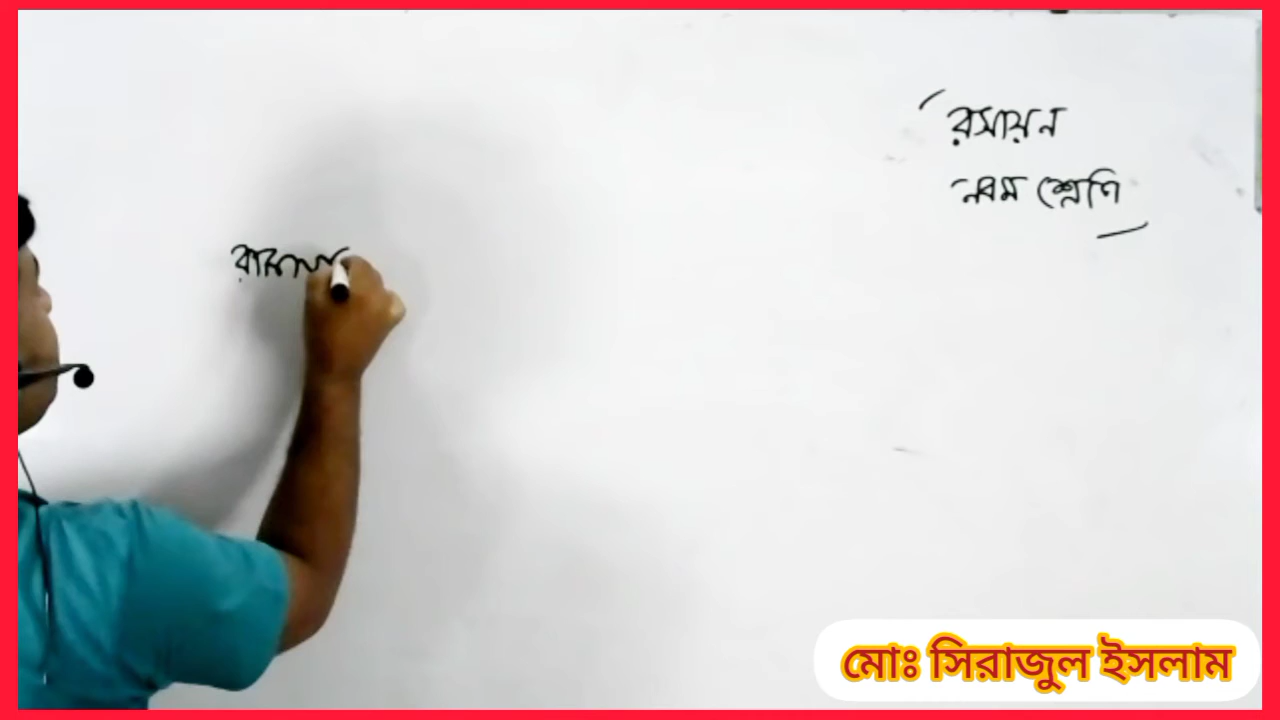 রসায়ন
নবম শ্রেণি
মোঃ সিরাজুল ইসলাম